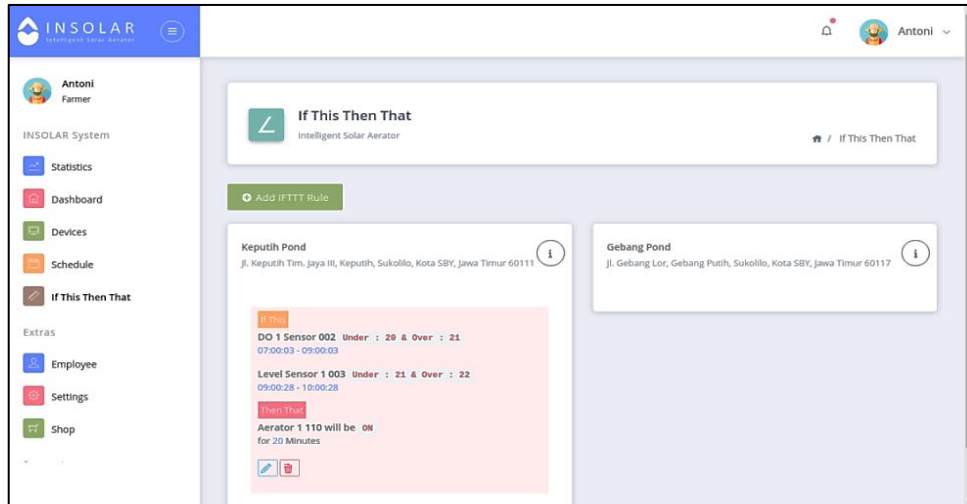 INSOLAR
Intelligent Solar Aerator
Antoni
Antoni
Farmer
INSOLAR System
Statistics
Dashboard
Devices
Schedule
If This Then That
Extras
Employee
Settings
Shop
If This Then That
Intelligent Solar Aerator
/ If This Then That
Add IFTTT Rule
Keputih Pond
Jl. Keputih Tim. Jaya III, Keputih, Sukolilo, Kota SBY, Jawa Timur 60111
i
If This
DO 1 Sensor 002 Under : 20 & Over : 21
07:00:03 - 09:00:03
Level Sensor 1 003 Under : 21 & Over : 22
09:00:28 - 10:00:28
Then That
Aerator 1 110 will be ON
for 20 Minutes
Gebang Pond
Jl. Gebang Lor, Gebang Putih, Sukolilo, Kota SBY, Jawa Timur 60117
i